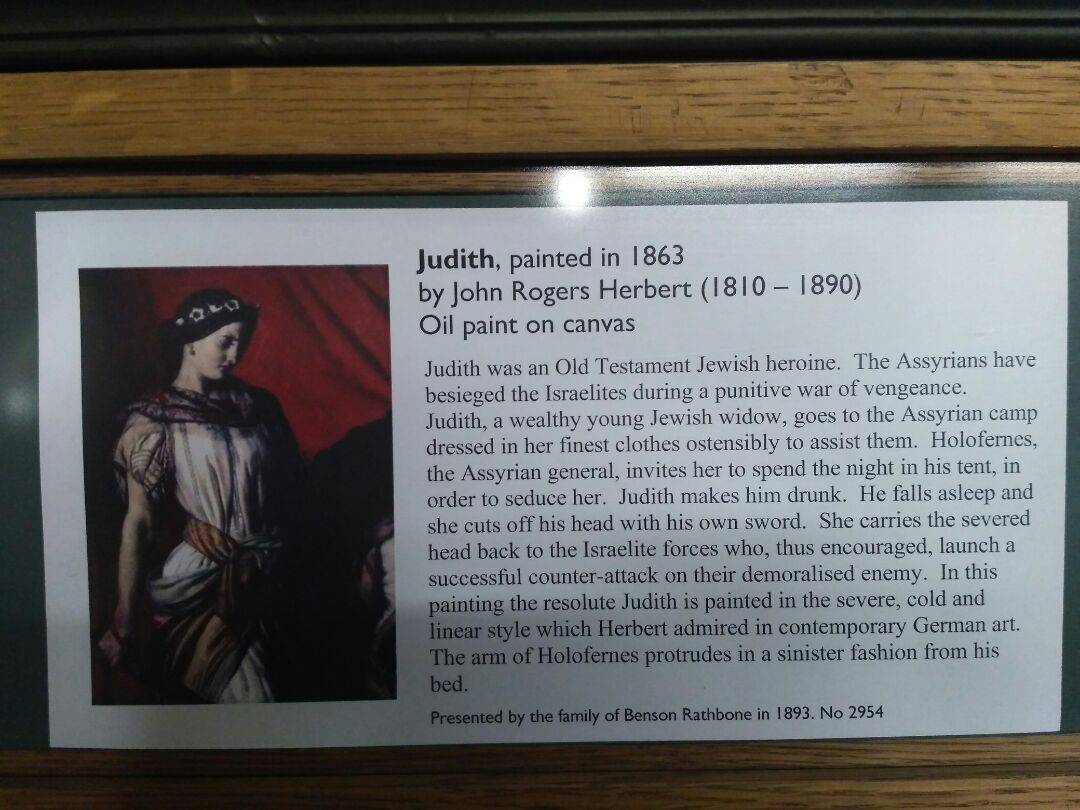 Judith, painted in 1863
by John Rogers Herbert (1810 – 1890)
Oil paint on canvas
Judith was an Old Testament Jewish heroine. The Assyrians have
besieged the Israelites during a punitive war of vengeance.
Judith, a wealthy young Jewish widow, goes to the Assyrian camp
dressed in her finest clothes ostensibly to assist them. Holofernes,
the Assyrian general, invites her to spend the night in his tent, in
order to seduce her. Judith makes him drunk. He falls asleep and
she cuts off his head with his own sword. She carries the severed
head back to the Israelite forces who, thus encouraged, launch a
successful counter-attack on their demoralised enemy. In this
painting the resolute Judith is painted in the severe, cold and
linear style which Herbert admired in contemporary German art.
The arm of Holofernes protrudes in a sinister fashion from his
bed.
Presented by the family of Benson Rathbone in 1893. No 2954